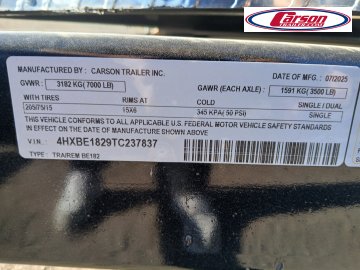 Carson
TRAILER
MANUFACTURED BY : CARSON TRAILER INC. DATE OF MFG. : 07/2025
GVWR : 3182 KG(7000 LB) GAWR (EACH AXLE) : 1591 KG(3500 LB)
TIRES RIMS AT COLD SINGLE / DUAL
205/75/15 15X6 345 KPA( 50 PSI) SINGLE
THIS VEHICLE CONFORMS TO ALL APPLICABLE FEDERAL MOTOR VEHICLE SAFETY STANDARDS
IN EFFECT ON THE DATE OF MANUFACTURE SHOWN ABOVE.
V.I.N. : 4HXBE1829TC237837
TYPE : TRA/REM BE182